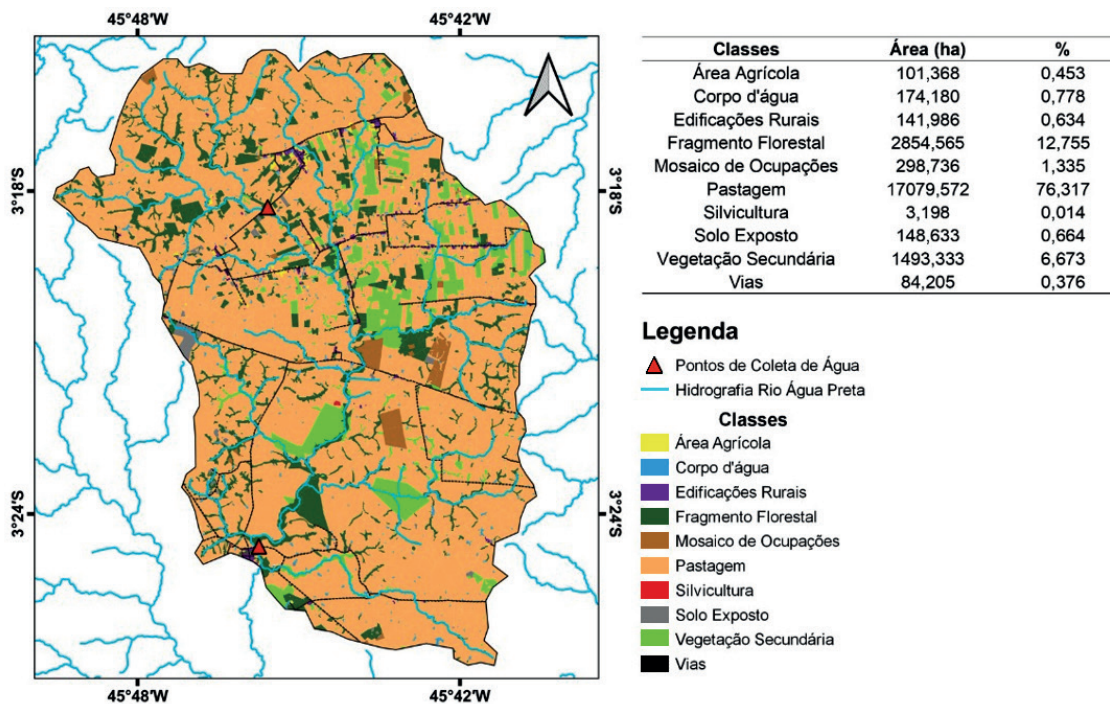 45°48'W 45°42'W
3°18'S 3°18'S
3°24'S 3°24'S
45°48'W 45°42'W
Classes Área (ha) %
Área Agrícola 101,368 0,453
Corpo d'água 174,180 0,778
Edificações Rurais 141,986 0,634
Fragmento Florestal 2854,565 12,755
Mosaico de Ocupações 298,736 1,335
Pastagem 17079,572 76,317
Silvicultura 3,198 0,014
Solo Exposto 148,633 0,664
Vegetação Secundária 1493,333 6,673
Vias 84,205 0,376
Legenda
Pontos de Coleta de Água
Hidrografia Rio Água Preta
Classes
Área Agrícola
Corpo d'água
Edificações Rurais
Fragmento Florestal
Mosaico de Ocupações
Pastagem
Silvicultura
Solo Exposto
Vegetação Secundária
Vias